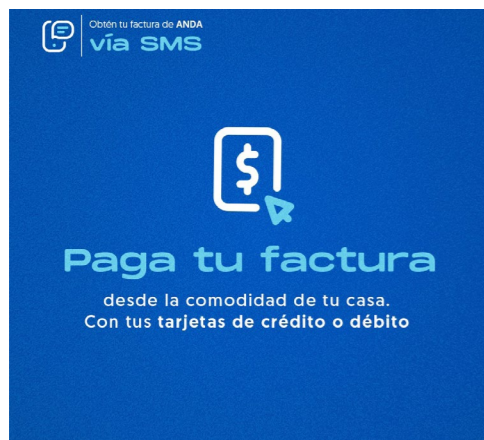 Obtén tu factura de ANDA
vía SMS
$
Paga tu factura
desde la comodidad de tu casa.
Con tus tarjetas de crédito o débito